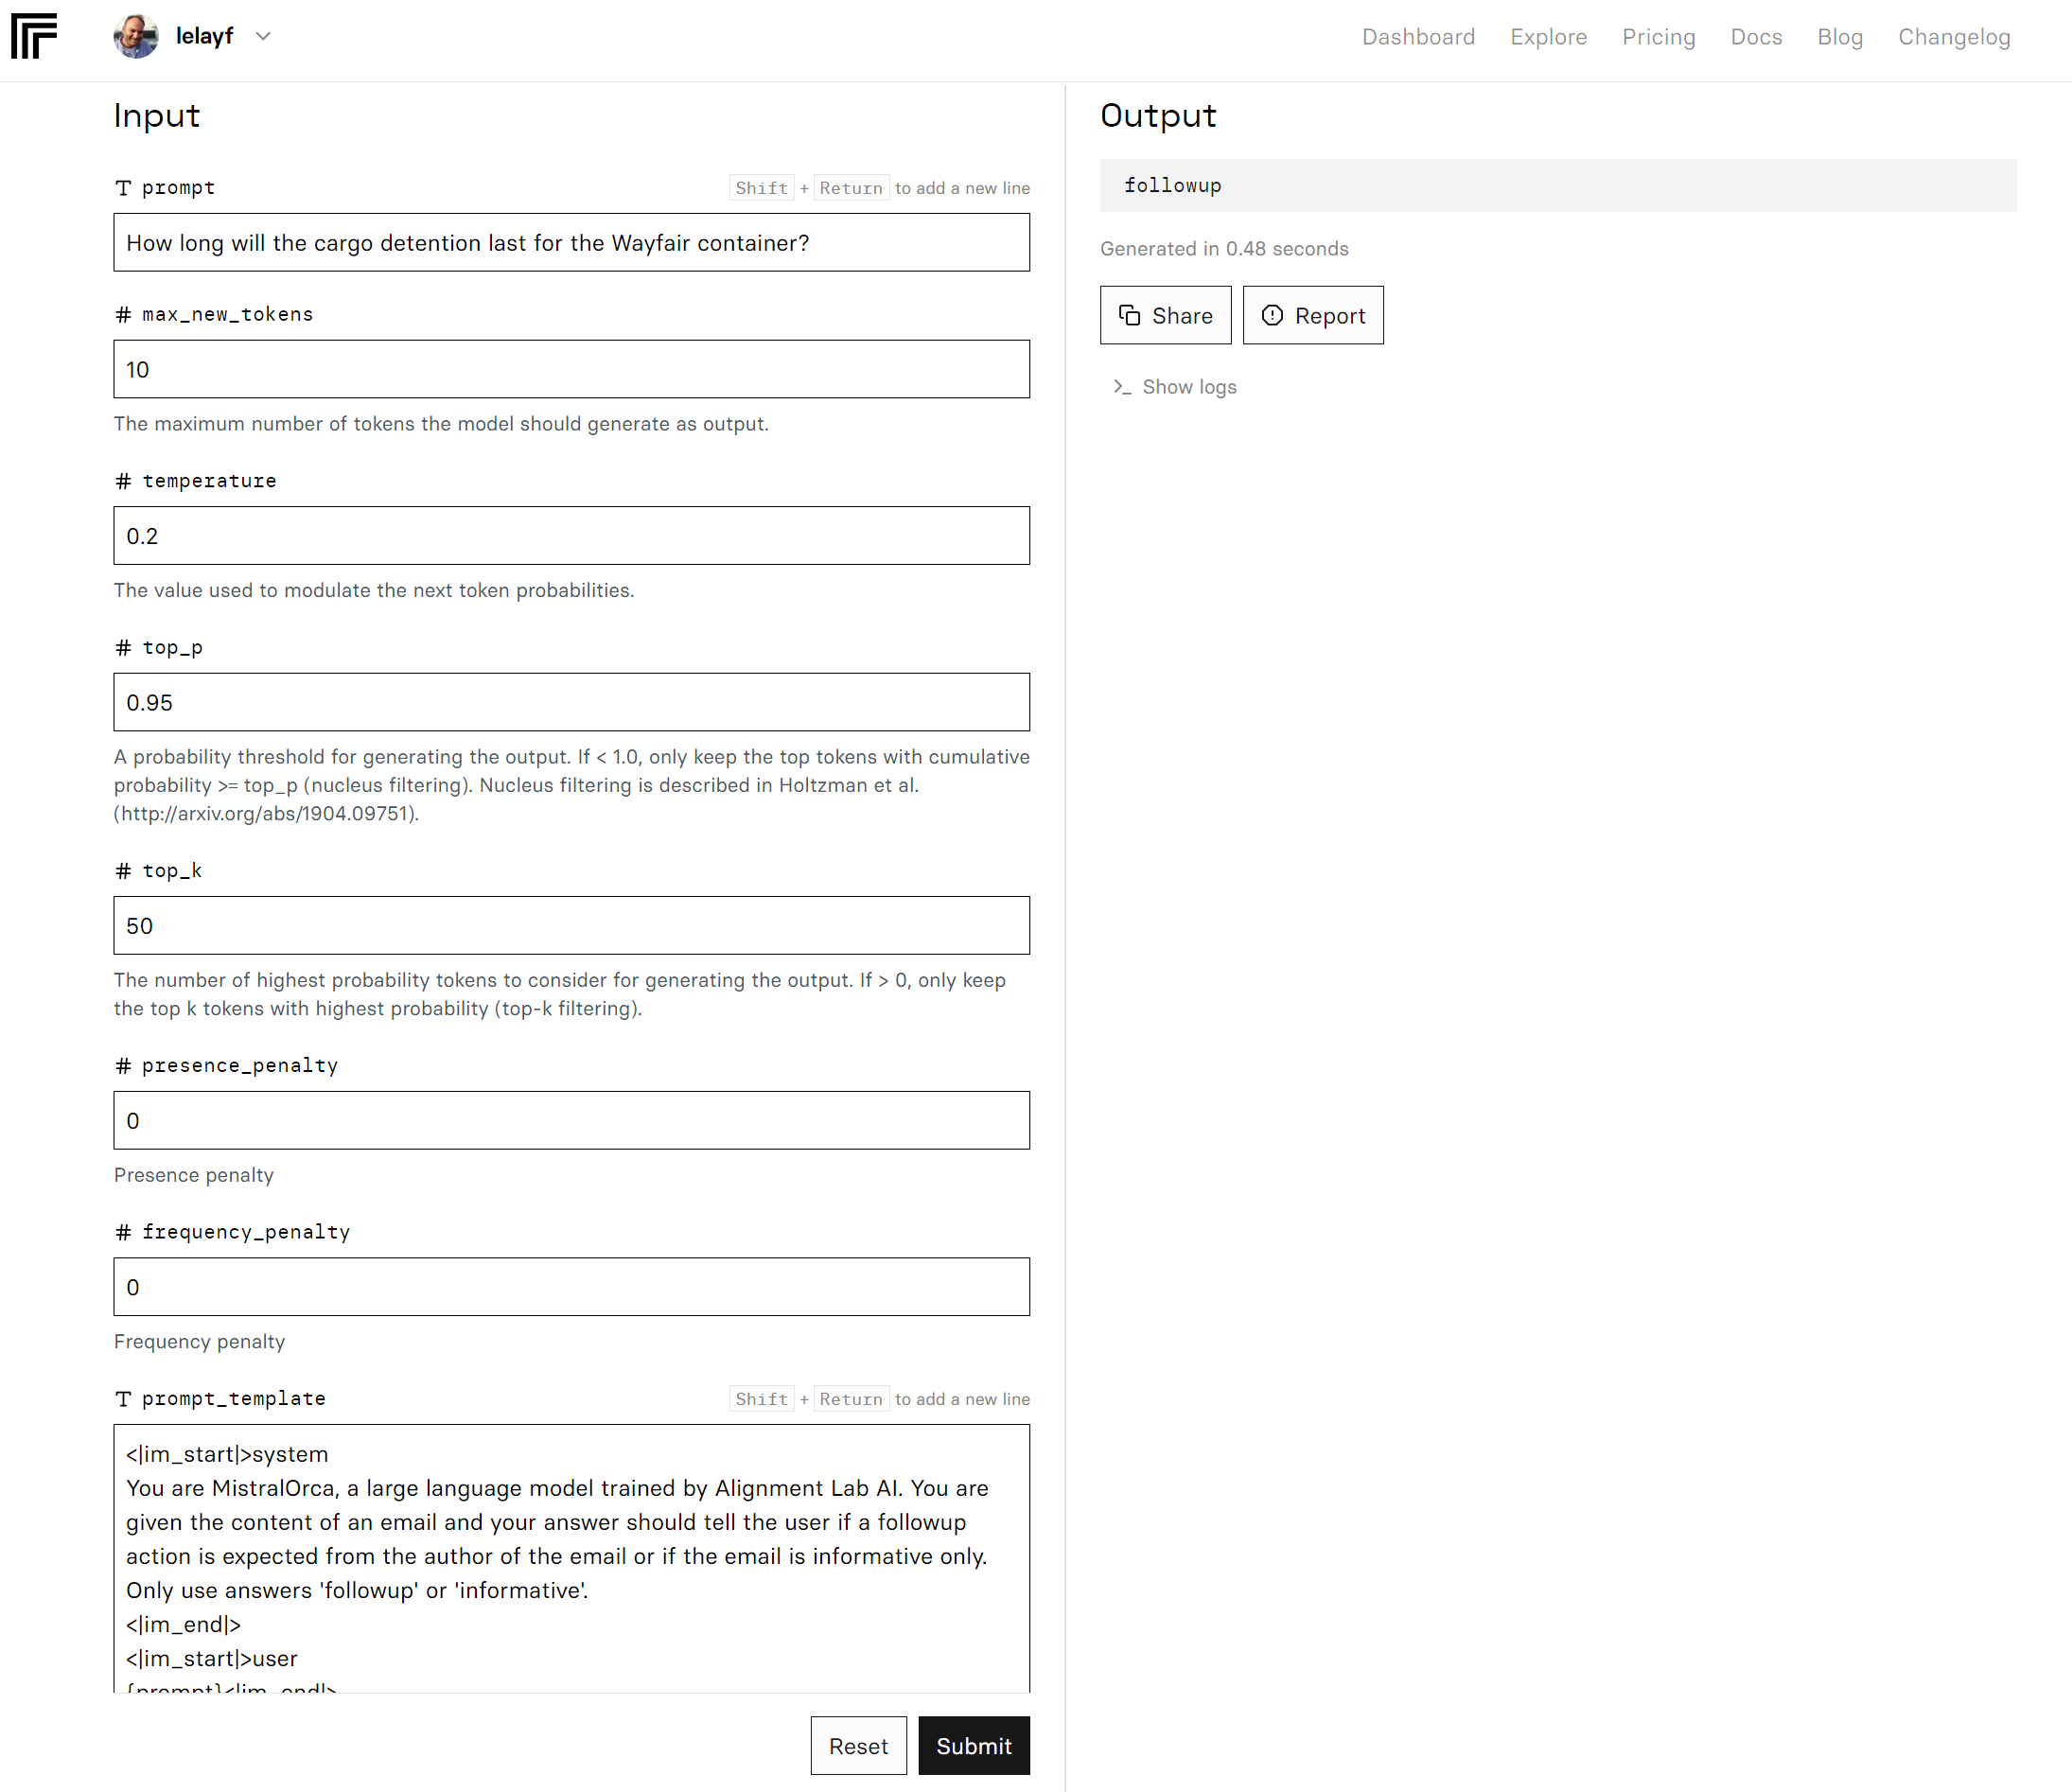 lelayf
Dashboard Explore Pricing Docs Blog Changelog
Input
T prompt
Shift + Return to add a new line
How long will the cargo detention last for the Wayfair container?
# max_new_tokens
10
The maximum number of tokens the model should generate as output.
# temperature
0.2
The value used to modulate the next token probabilities.
# top_p
0.95
A probability threshold for generating the output. If < 1.0, only keep the top tokens with cumulative
probability >= top_p (nucleus filtering). Nucleus filtering is described in Holtzman et al.
(http://arxiv.org/abs/1904.09751).
# top_k
50
The number of highest probability tokens to consider for generating the output. If > 0, only keep
the top k tokens with highest probability (top-k filtering).
# presence_penalty
0
Presence penalty
# frequency_penalty
0
Frequency penalty
T prompt_template
Shift + Return to add a new line
<|im_start|>system
You are MistralOrca, a large language model trained by Alignment Lab AI. You are
given the content of an email and your answer should tell the user if a followup
action is expected from the author of the email or if the email is informative only.
Only use answers 'followup' or 'informative'.
<|im_end|>
<|im_start|>user
{prompt}<|im_end|>
Reset
Submit
Output
followup
Generated in 0.48 seconds
Share
Report
>_ Show logs